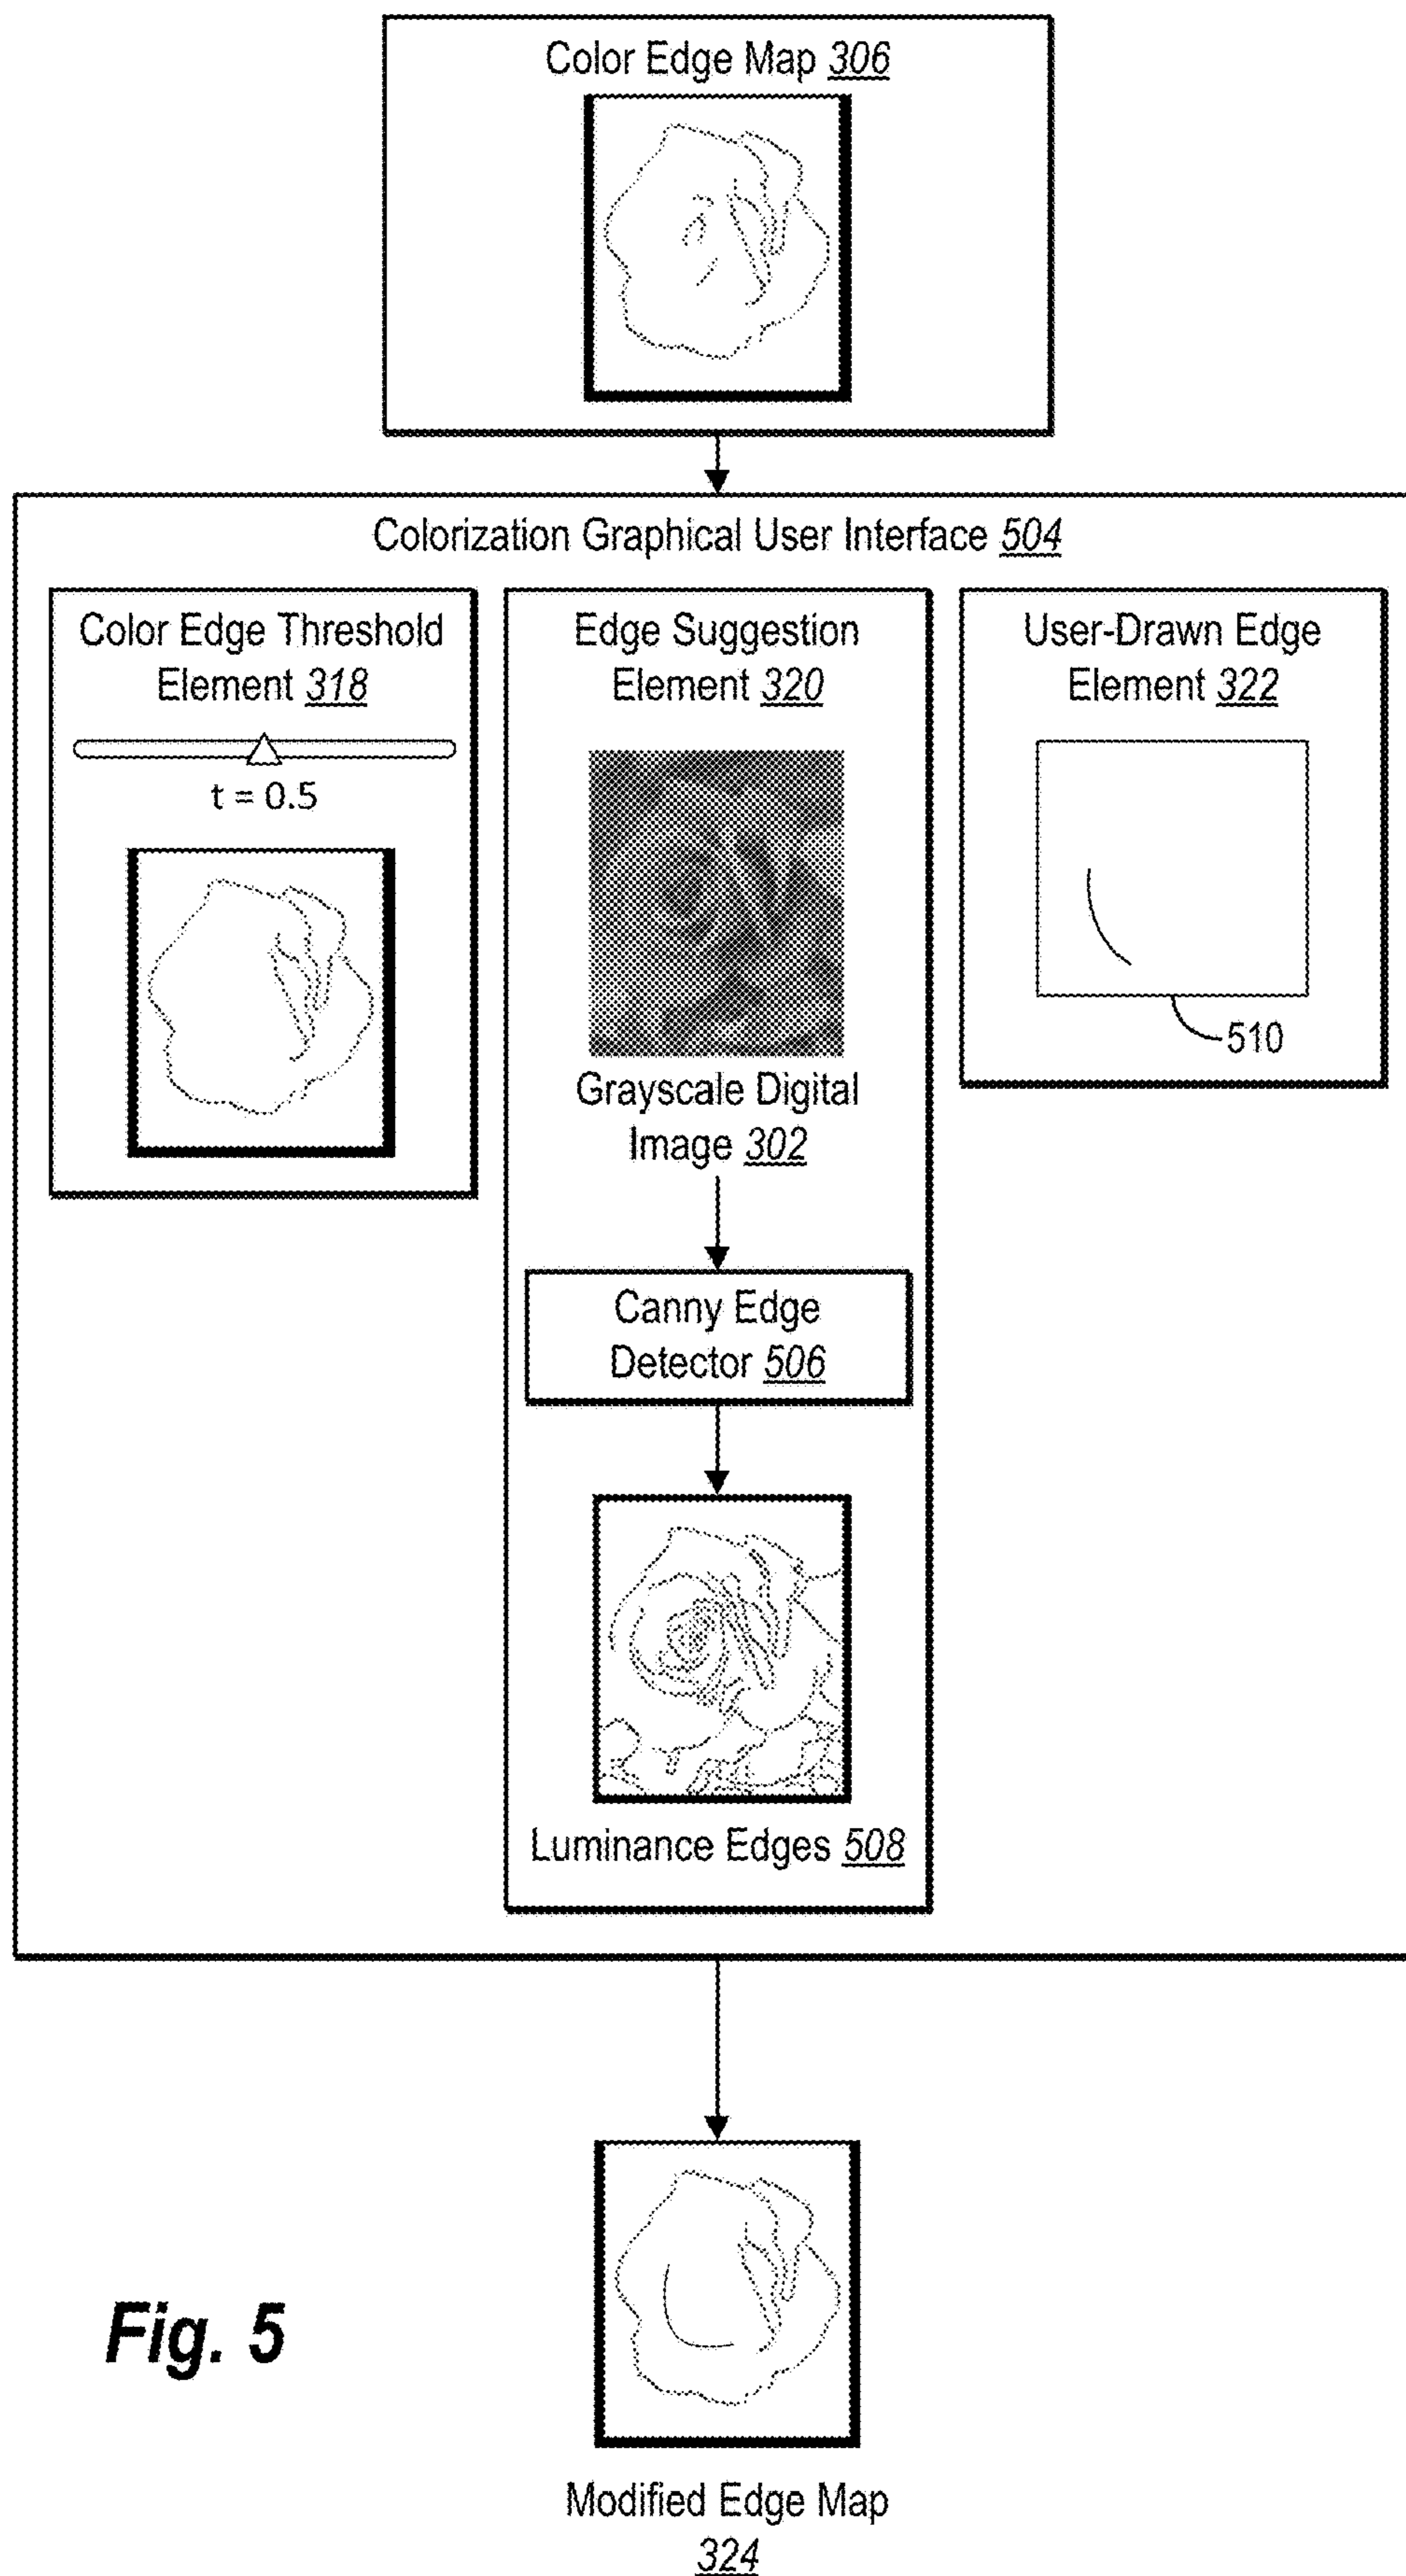 Color Edge Map 306
Colorization Graphical User Interface 504
Color Edge Threshold
Element 318
t = 0.5
Edge Suggestion
Element 320
Grayscale Digital
Image 302
Canny Edge
Detector 506
Luminance Edges 508
User-Drawn Edge
Element 322
510
Fig. 5
Modified Edge Map
324